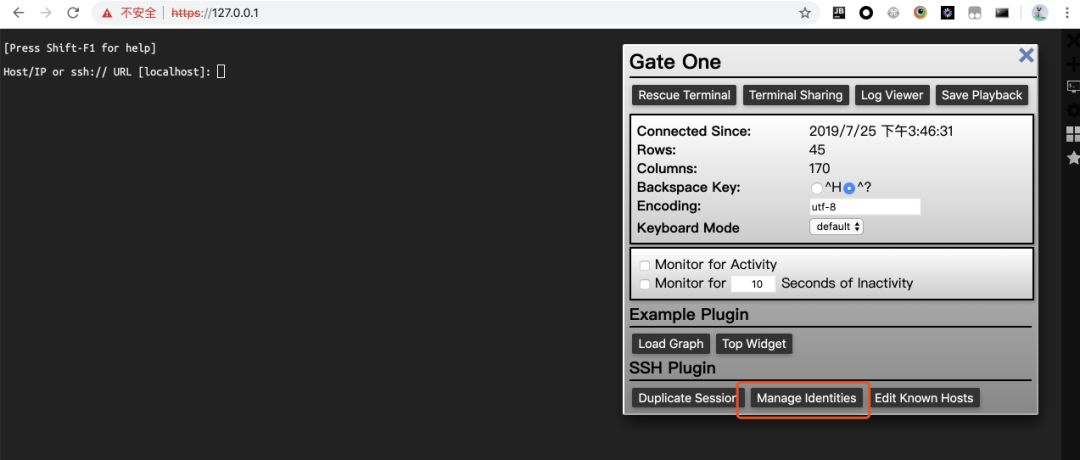 不安全 https://127.0.0.1
[Press Shift-F1 for help]
Host/IP or ssh:// URL [localhost]:
Gate One
Rescue Terminal Terminal Sharing Log Viewer Save Playback
Connected Since: 2019/7/25 下午3:46:31
Rows: 45
Columns: 170
Backspace Key: ^H ^?
Encoding: utf-8
Keyboard Mode default
Monitor for Activity
Monitor for 10 Seconds of Inactivity
Example Plugin
Load Graph Top Widget
SSH Plugin
Duplicate Session Manage Identities Edit Known Hosts